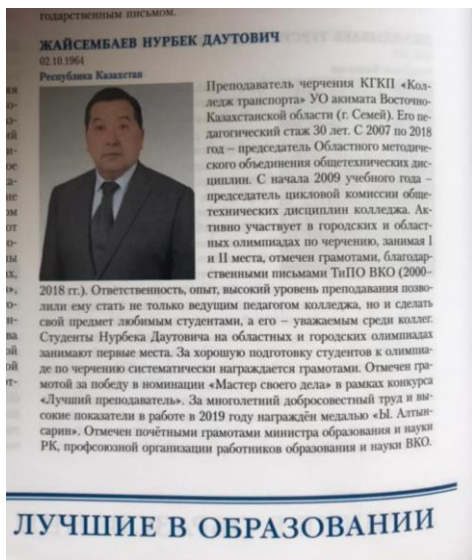 годарственным письмом.
ЖАЙСЕМБАЕВ НУРБЕК ДАУТОВИЧ
02.10.1964
Республика Казахстан
Преподаватель черчения КГКП «Кол-
ледж транспорта» УО акимата Восточно-
Казахстанской области (г. Семей). Его пе-
дагогический стаж 30 лет. С 2007 по 2018
год – председатель Областного методиче-
ского объединения общетехнических дис-
циплин. С начала 2009 учебного года –
председатель цикловой комиссии обще-
технических дисциплин колледжа. Ак-
тивно участвует в городских и област-
ных олимпиадах по черчению, занимая I
и II места, отмечен грамотами, благодар-
ственными письмами ТиПО ВКО (2000–
2018 гг.). Ответственность, опыт, высокий уровень преподавания позво-
лили ему стать не только ведущим педагогом колледжа, но и сделать
свой предмет любимым студентами, а его – уважаемым среди коллег.
Студенты Нурбека Даутовича на областных и городских олимпиадах
занимают первые места. За хорошую подготовку студентов к олимпиа-
де по черчению систематически награждается грамотами. Отмечен гра-
мотой за победу в номинации «Мастер своего дела» в рамках конкурса
«Лучший преподаватель». За многолетний добросовестный труд и вы-
сокие показатели в работе в 2019 году награждён медалью «Ы. Алтын-
сарин». Отмечен почётными грамотами министра образования и науки
РК, профсоюзной организации работников образования и науки ВКО.
ЛУЧШИЕ В ОБРАЗОВАНИИ